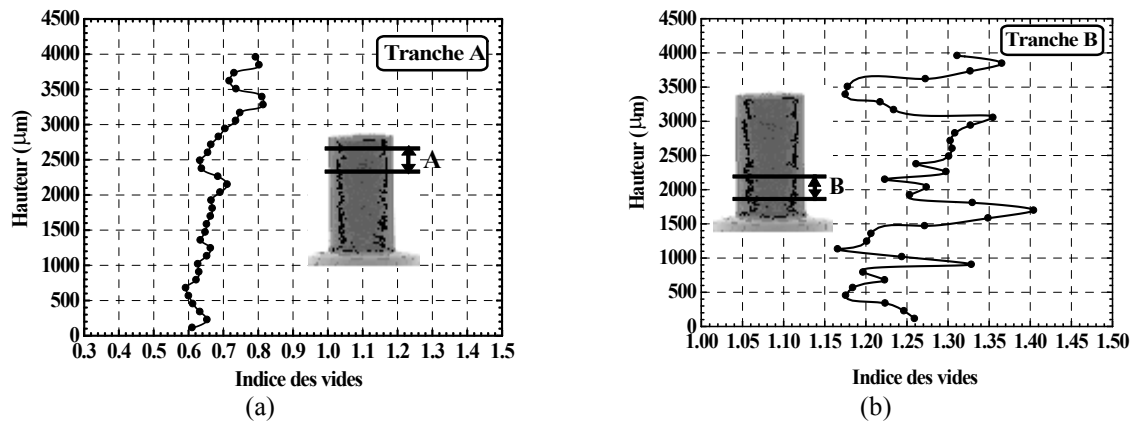 4500
4000
3500
3000
2500
2000
1500
1000
500
0
Hauteur (μm)
Tranche A
A
0.3 0.4 0.5 0.6 0.7 0.8 0.9 1.0 1.1 1.2 1.3 1.4 1.5
Indice des vides
(a)
4500
4000
3500
3000
2500
2000
1500
1000
500
0
Hauteur (μm)
Tranche B
B
1.00 1.05 1.10 1.15 1.20 1.25 1.30 1.35 1.40 1.45 1.50
Indice des vides
(b)